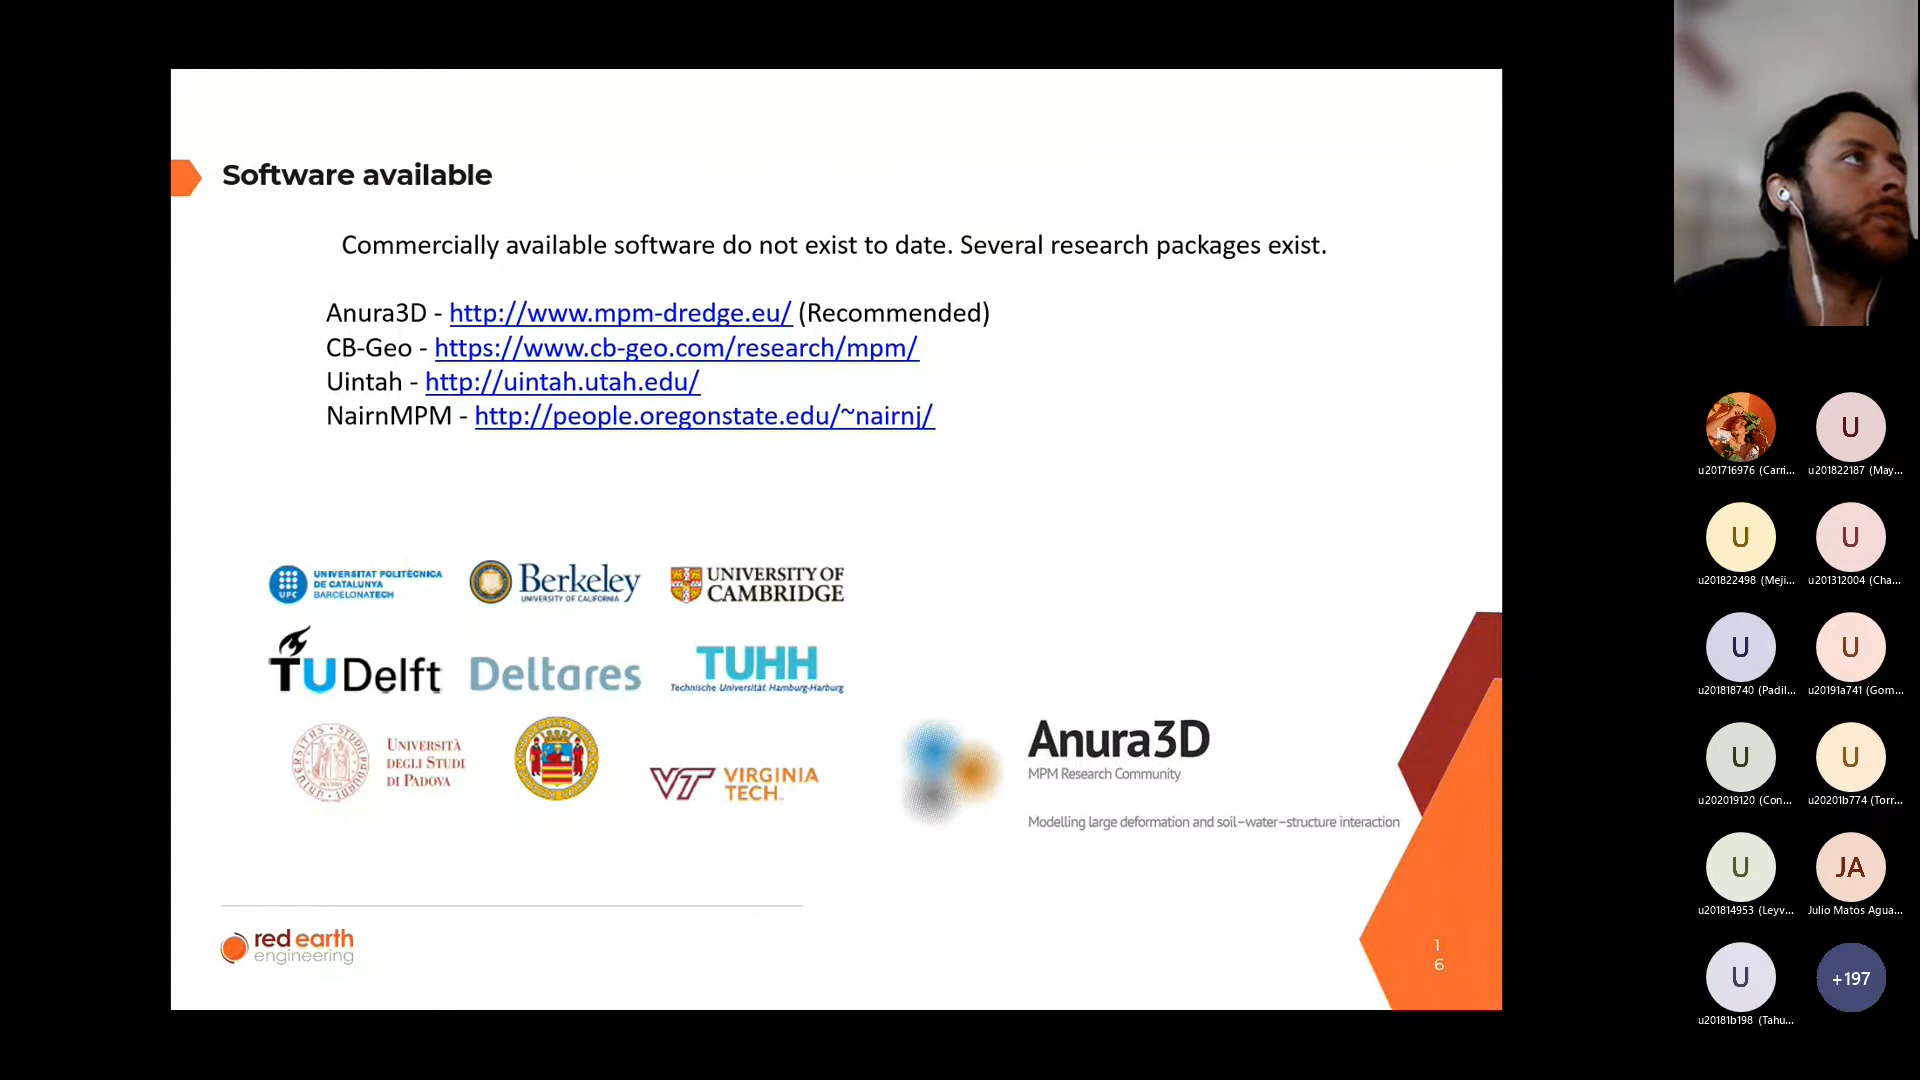 Software available
Commercially available software do not exist to date. Several research packages exist.
Anura3D - http://www.mpm-dredge.eu/ (Recommended)
CB-Geo - https://www.cb-geo.com/research/mpm/
Uintah - http://uintah.utah.edu/
NairnMPM - http://people.oregonstate.edu/~nairnj/
UPC
UNIVERSITAT POLITÈCNICA
DE CATALUNYA
BARCELONATECH
Berkeley
UNIVERSITY OF CALIFORNIA
UNIVERSITY OF
CAMBRIDGE
TUDelft
Deltares
TUHH
Technische Universität Hamburg-Harburg
UNIVERSITÀ
DEGLI STUDI
DI PADOVA
VT VIRGINIA
TECH
Anura3D
MPM Research Community
Modelling large deformation and soil–water–structure interaction
red earth
engineering
1
6
U
u201716976 (Carri...
u201822187 (May...
U
U
u201822498 (Meji...
u201312004 (Cha...
U
U
u201818740 (Padil...
u20191a741 (Gom...
U
U
u202019120 (Con...
u20201b774 (Torr...
U
JA
u201814953 (Leyv...
Julio Matos Agua...
U
+197
u20181b198 (Tahu...